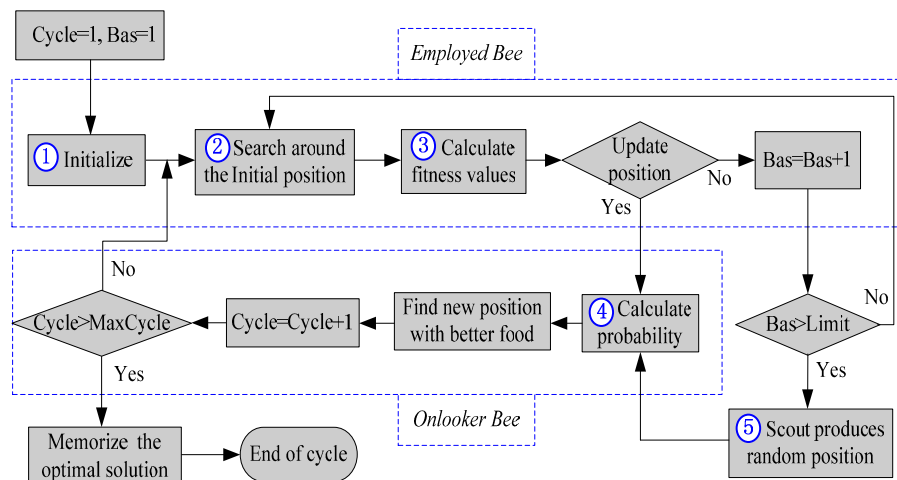 Cycle=1, Bas=1
Employed Bee
① Initialize
② Search around
the Initial position
③ Calculate
fitness values
Update
position
No
Bas=Bas+1
Yes
No
Cycle>MaxCycle
Cycle=Cycle+1
Find new position
with better food
④ Calculate
probability
Bas>Limit
No
Yes
Yes
Onlooker Bee
Memorize the
optimal solution
End of cycle
⑤ Scout produces
random position